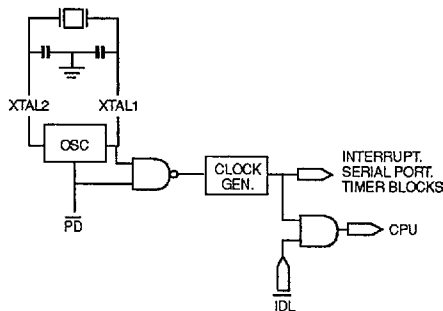 XTAL2 XTAL1
OSC
INTERRUPT.
SERIAL PORT.
TIMER BLOCKS
CLOCK
GEN.
CPU
PD
IDL